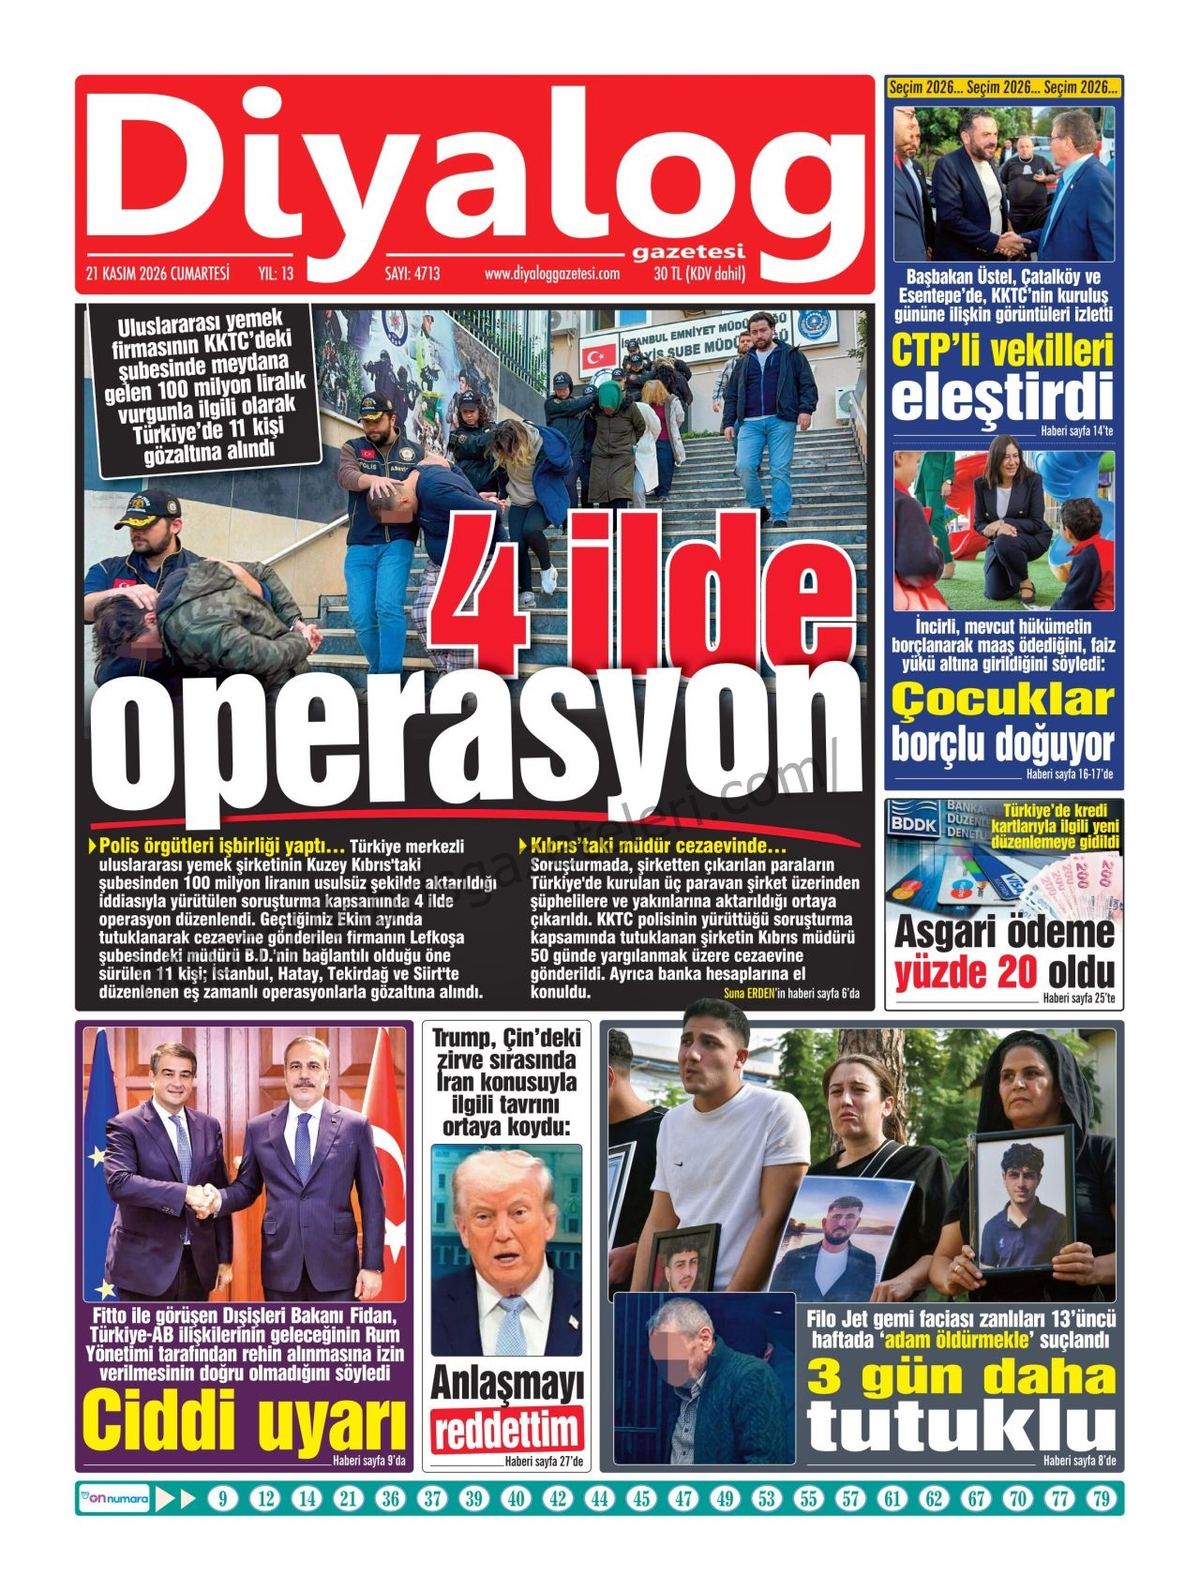 Diyalog
gazetesi
21 KASIM 2026 CUMARTESİ
YIL: 13
SAYI: 4713
www.diyaloggazetesi.com
30 TL (KDV dahil)
Uluslararası yemek
firmasının KKTC'deki
şubesinde meydana
gelen 100 milyon liralık
vurgunla ilgili olarak
Türkiye'de 11 kişi
gözaltına alındı
İSTANBUL EMNİYET MÜDÜ
POLİS
4 ilde
operasyon
Polis örgütleri işbirliği yaptı... Türkiye merkezli
uluslararası yemek şirketinin Kuzey Kıbrıs'taki
şubesinden 100 milyon liranın usulsüz şekilde aktarıldığı
iddiasıyla yürütülen soruşturma kapsamında 4 ilde
operasyon düzenlendi. Geçtiğimiz Ekim ayında
tutuklanarak cezaevine gönderilen firmanın Lefkoşa
şubesindeki müdürü B.D.'nin bağlantılı olduğu öne
sürülen 11 kişi; İstanbul, Hatay, Tekirdağ ve Siirt'te
düzenlenen eş zamanlı operasyonlarla gözaltına alındı.
Kıbrıs'taki müdür cezaevinde...
Soruşturmada, şirketten çıkarılan paraların
Türkiye'de kurulan üç paravan şirket üzerinden
şüphelilere ve yakınlarına aktarıldığı ortaya
çıkarıldı. KKTC polisinin yürüttüğü soruşturma
kapsamında tutuklanan şirketin Kıbrıs müdürü
50 günde yargılanmak üzere cezaevine
gönderildi. Ayrıca banka hesaplarına el
konuldu.
Suna ERDEN'in haberi sayfa 6'da
Seçim 2026... Seçim 2026... Seçim 2026...
Başbakan Üstel, Çatalköy ve
Esentepe'de, KKTC'nin kuruluş
gününe ilişkin görüntüleri izletti
CTP'li vekilleri
eleştirdi
Haberi sayfa 14'te
İncirli, mevcut hükümetin
borçlanarak maaş ödediğini, faiz
yükü altına girildiğini söyledi:
Çocuklar
borçlu doğuyor
Haberi sayfa 16-17'de
BDDK
BANKA
DÜZEN
DENETL
Türkiye'de kredi
kartlarıyla ilgili yeni
düzenlemeye gidildi
VISA
200
200
Asgari ödeme
yüzde 20 oldu
Haberi sayfa 25'te
Fitto ile görüşen Dışişleri Bakanı Fidan,
Türkiye-AB ilişkilerinin geleceğinin Rum
Yönetimi tarafından rehin alınmasına izin
verilmesinin doğru olmadığını söyledi
Ciddi uyarı
Haberi sayfa 9'da
Trump, Çin'deki
zirve sırasında
İran konusuyla
ilgili tavrını
ortaya koydu:
Anlaşmayı
reddettim
Haberi sayfa 27'de
Filo Jet gemi faciası zanlıları 13'üncü
haftada 'adam öldürmekle' suçlandı
3 gün daha
tutuklu
Haberi sayfa 8'de
on numara
9 12 14 21 36 37 39 40 42 44 45 47 49 53 55 57 61 62 67 70 77 79